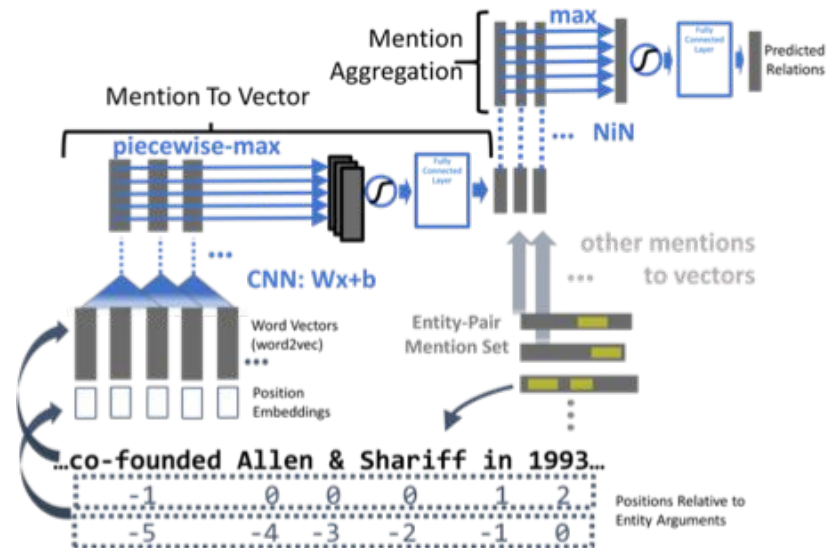 max
Mention
Aggregation
Fully
Connected
Layer
Predicted
Relations
Mention To Vector
piecewise-max
NiN
...
Fully
Connected
Layer
...
CNN: Wx+b
other mentions
to vectors
...
Word Vectors
(word2vec)
...
Entity-Pair
Mention Set
Position
Embeddings
…co-founded Allen & Shariff in 1993…
-1 0 0 0 1 2
-5 -4 -3 -2 -1 0
Positions Relative to
Entity Arguments